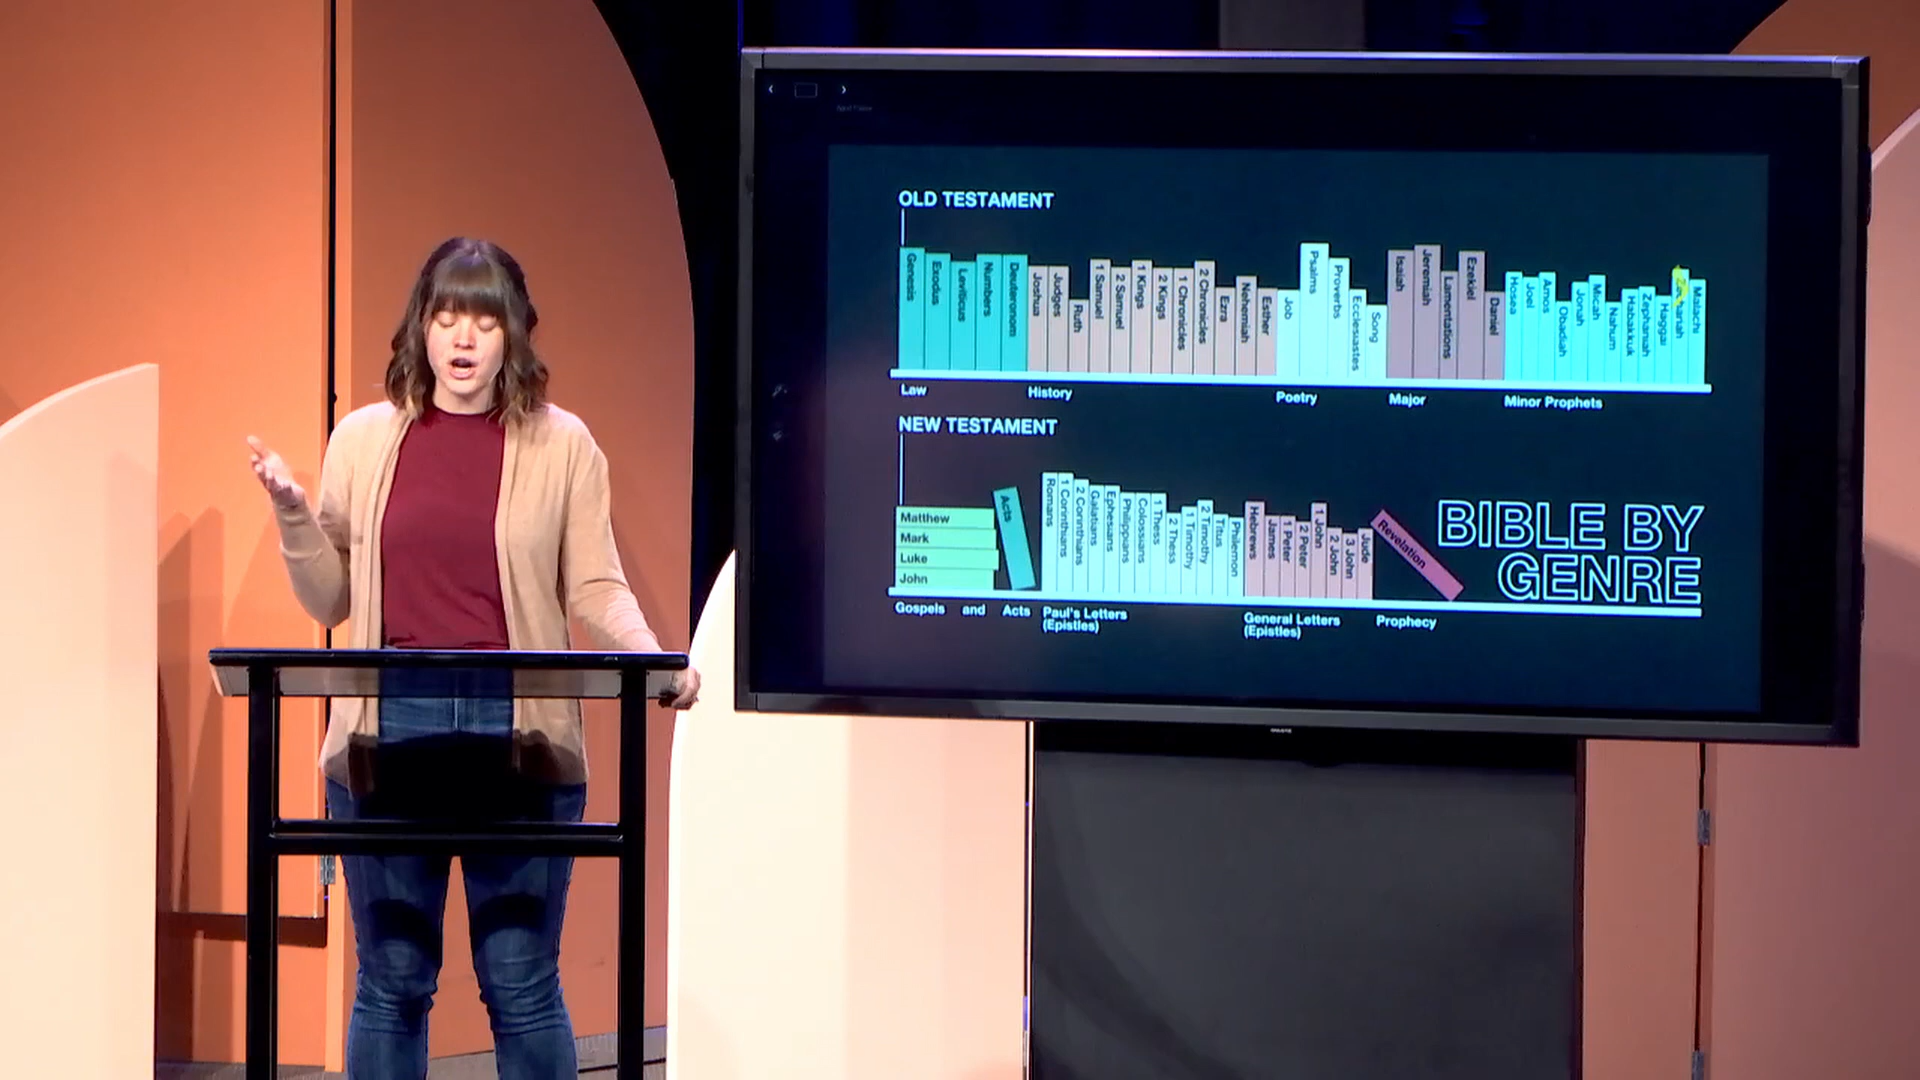 OLD TESTAMENT
Genesis
Exodus
Leviticus
Numbers
Deuteronom
Joshua
Judges
Ruth
1 Samuel
2 Samuel
1 Kings
2 Kings
1 Chronicles
2 Chronicles
Ezra
Nehemiah
Esther
Job
Psalms
Proverbs
Ecclesiastes
Song
Isaiah
Jeremiah
Lamentations
Ezekiel
Daniel
Hosea
Joel
Amos
Obadiah
Jonah
Micah
Nahum
Habakkuk
Zephaniah
Haggai
Malachi
Law
History
Poetry
Major
Minor Prophets
NEW TESTAMENT
Matthew
Mark
Luke
John
Acts
Romans
1 Corinthians
2 Corinthians
Galatians
Ephesians
Philippians
Colossians
1 Thess
2 Thess
1 Timothy
2 Timothy
Titus
Philemon
Hebrews
James
1 Peter
2 Peter
1 John
2 John
3 John
Jude
Revelation
BIBLE BY
GENRE
Gospels and Acts
Paul's Letters
(Epistles)
General Letters
(Epistles)
Prophecy